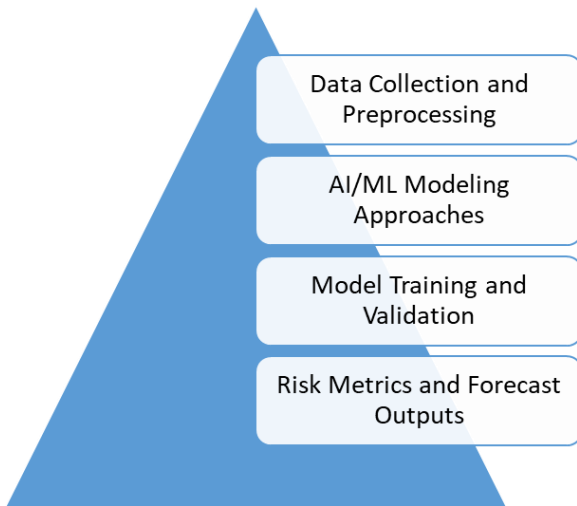 Data Collection and
Preprocessing
AI/ML Modeling
Approaches
Model Training and
Validation
Risk Metrics and Forecast
Outputs